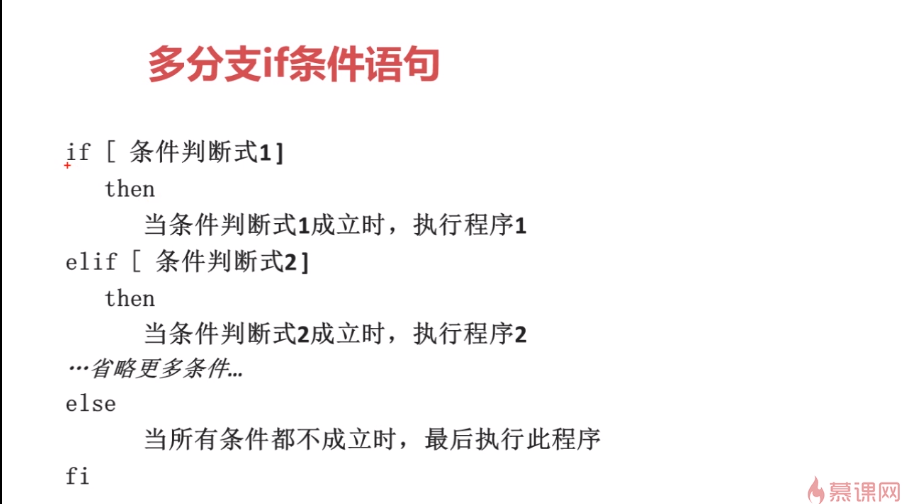 多分支if条件语句
if [ 条件判断式1]
then
当条件判断式1成立时，执行程序1
elif [ 条件判断式2]
then
当条件判断式2成立时，执行程序2
…省略更多条件…
else
当所有条件都不成立时，最后执行此程序
fi
慕课网